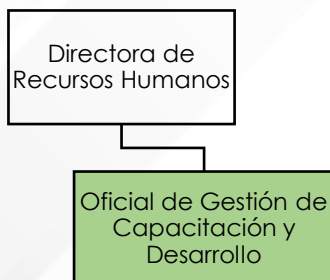 Directora de
Recursos Humanos
Oficial de Gestión de
Capacitación y
Desarrollo